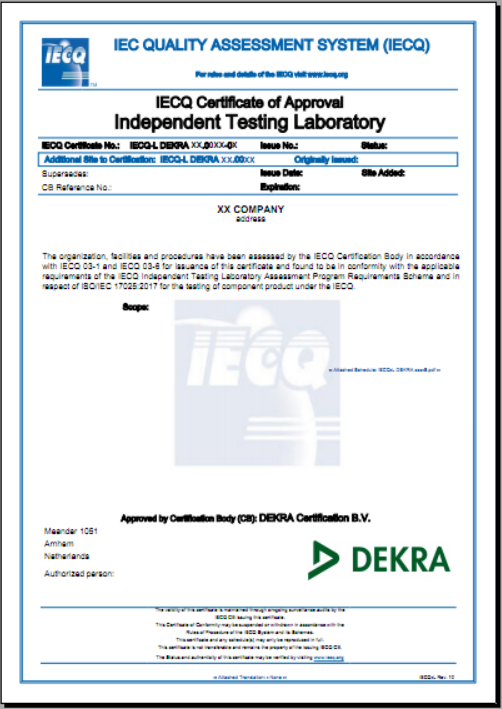 IECQ
TM
IEC QUALITY ASSESSMENT SYSTEM (IECQ)
For rules and details of the IECQ visit www.iecq.org
IECQ Certificate of Approval
Independent Testing Laboratory
IECQ Certificate No.: IECQ-L DEKRA XX.00XX-0X Issue No.: Status:
Additional Site to Certification: IECQ-L DEKRA XX.00XX Originally Issued:
Supersedes: Issue Date: Site Added:
CB Reference No.: Expiration:
XX COMPANY
address
The organization, facilities and procedures have been assessed by the IECQ Certification Body in accordance
with IECQ 03-1 and IECQ 03-6 for issuance of this certificate and found to be in conformity with the applicable
requirements of the IECQ Independent Testing Laboratory Assessment Program Requirements Scheme and in
respect of ISO/IEC 17025:2017 for the testing of component product under the IECQ.
Scope:
IECQ
Attached Schedule: DEKRA
Approved by Certification Body (CB): DEKRA Certification B.V.
Meander 1051
Arnhem
Netherlands
Authorized person:
DEKRA
The validity of this certificate is maintained through ongoing surveillance audits by the
IECQ CB issuing this certificate.
This Certificate of Conformity may be suspended or withdrawn in accordance with the
Rules of Procedure of the IECQ System and its Schemes.
This certificate and any schedule(s) may only be reproduced in full.
This certificate is not transferable and remains the property of the issuing IECQ CB.
The Status and authenticity of this certificate may be verified by visiting www.iecq.org
« Attached Translation: » None «
Rev. 10